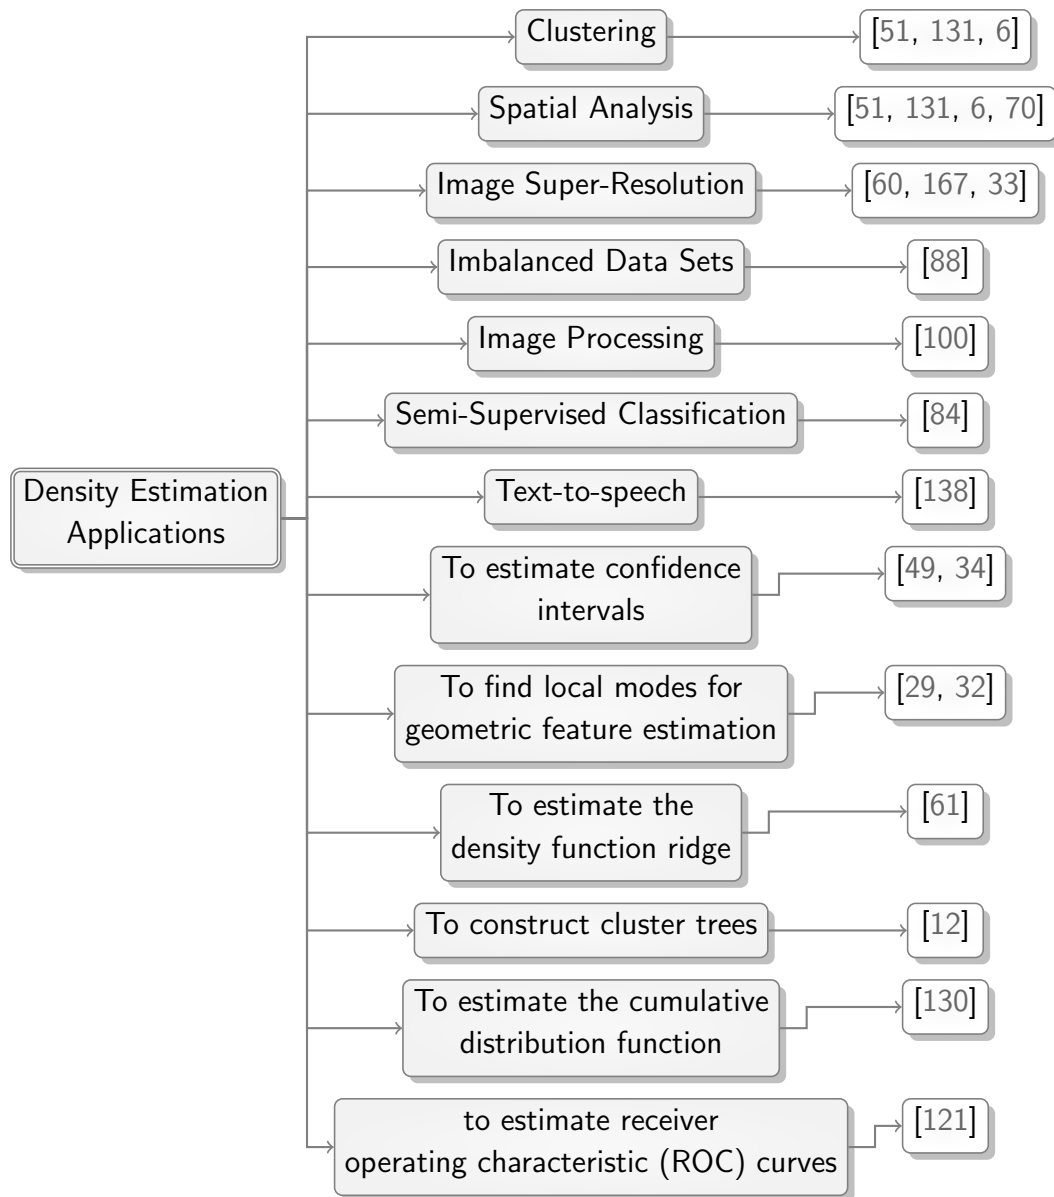 Clustering
[51, 131, 6]
Spatial Analysis
[51, 131, 6, 70]
Image Super-Resolution
[60, 167, 33]
Imbalanced Data Sets
[88]
Image Processing
[100]
Semi-Supervised Classification
[84]
Density Estimation
Applications
Text-to-speech
[138]
To estimate confidence
intervals
[49, 34]
To find local modes for
geometric feature estimation
[29, 32]
To estimate the
density function ridge
[61]
To construct cluster trees
[12]
To estimate the cumulative
distribution function
[130]
to estimate receiver
operating characteristic (ROC) curves
[121]